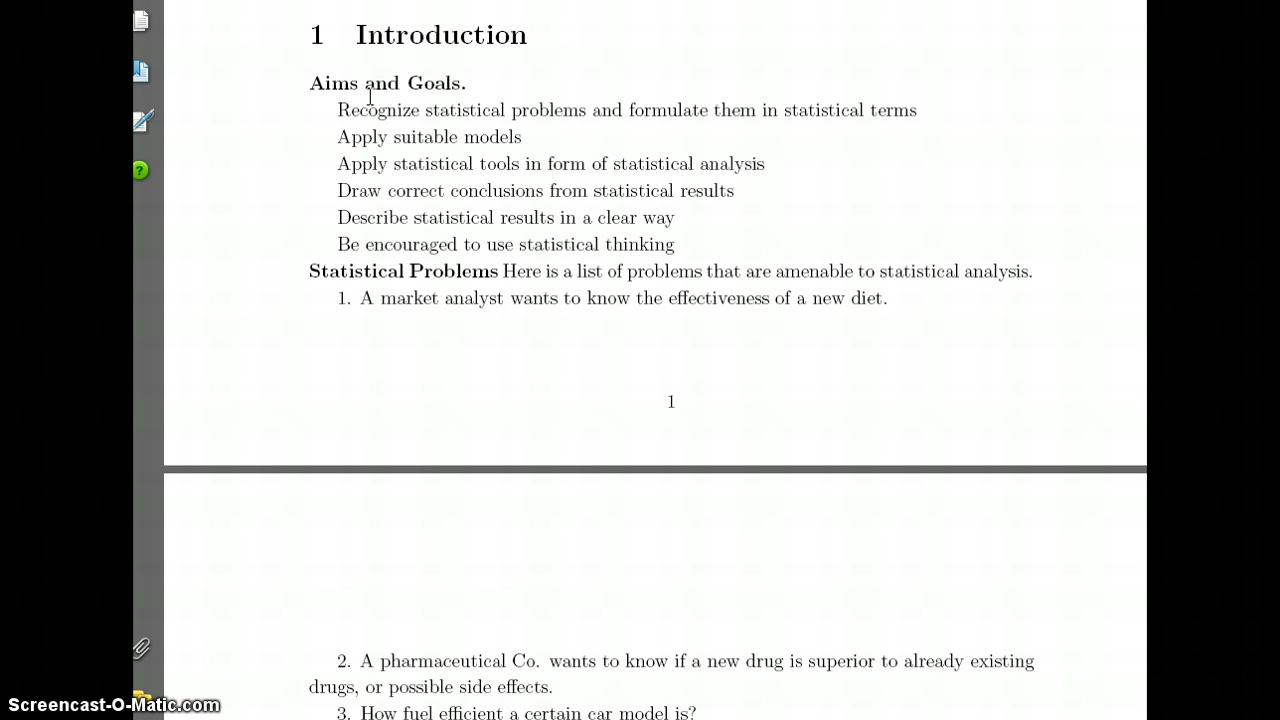 1 Introduction
Aims and Goals.
Recognize statistical problems and formulate them in statistical terms
Apply suitable models
Apply statistical tools in form of statistical analysis
Draw correct conclusions from statistical results
Describe statistical results in a clear way
Be encouraged to use statistical thinking
Statistical Problems Here is a list of problems that are amenable to statistical analysis.
1. A market analyst wants to know the effectiveness of a new diet.
1
2. A pharmaceutical Co. wants to know if a new drug is superior to already existing
drugs, or possible side effects.
3. How fuel efficient a certain car model is?
Screencast-O-Matic.com